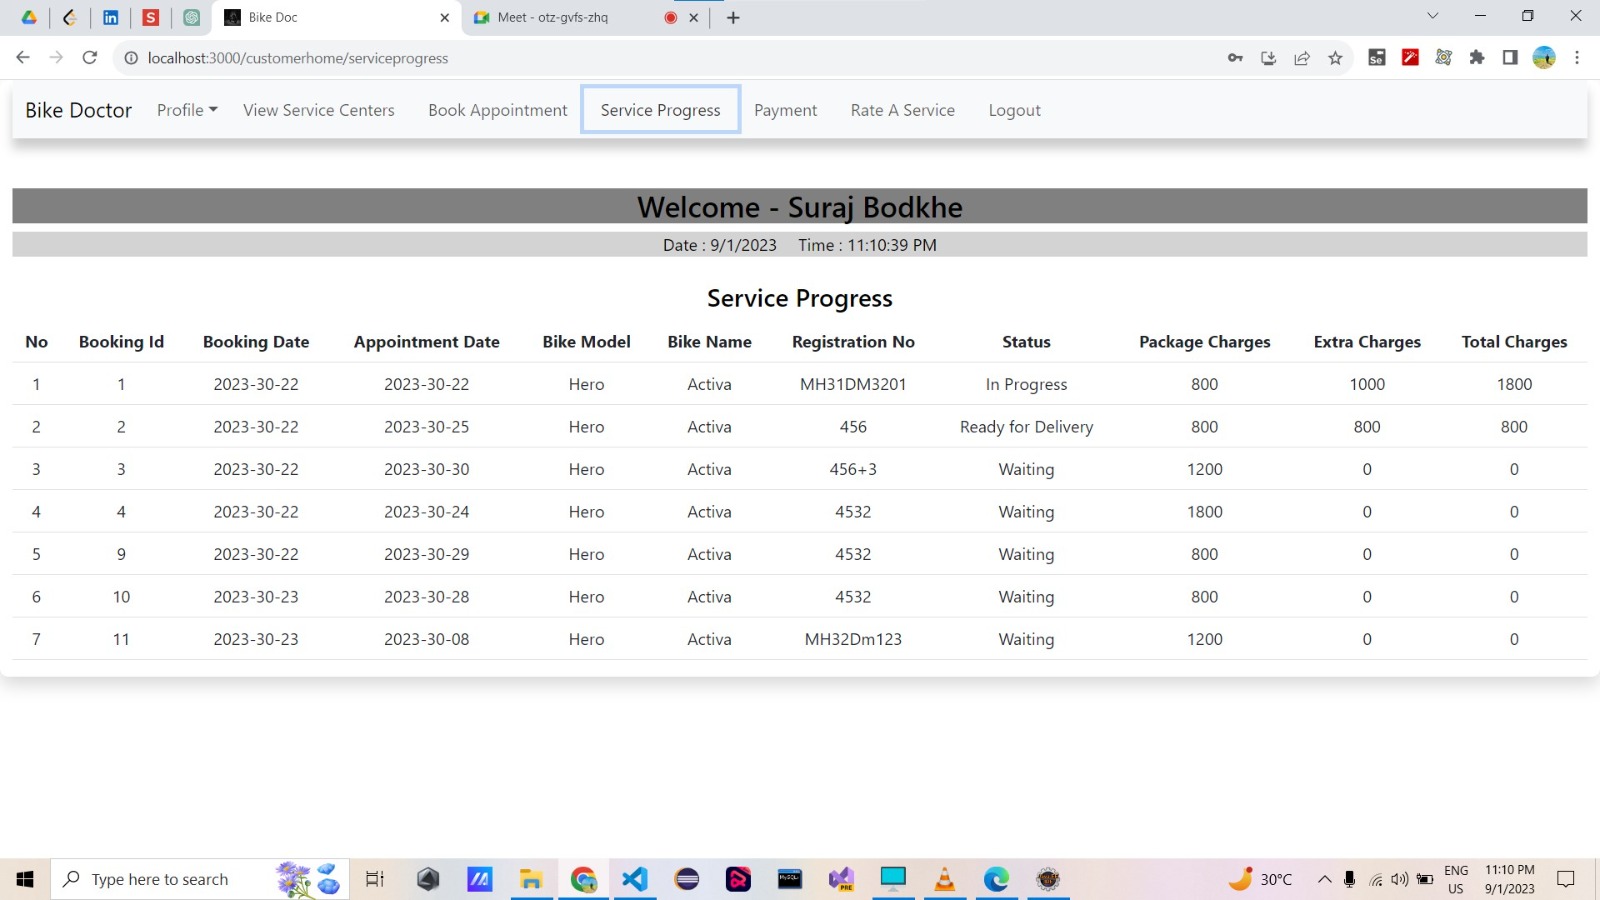 Bike Doc
Meet - otz-gvfs-zhq
localhost:3000/customerhome/serviceprogress
Bike Doctor Profile View Service Centers Book Appointment Service Progress Payment Rate A Service Logout
Welcome - Suraj Bodkhe
Date : 9/1/2023 Time : 11:10:39 PM
Service Progress
No Booking Id Booking Date Appointment Date Bike Model Bike Name Registration No Status Package Charges Extra Charges Total Charges
1 1 2023-30-22 2023-30-22 Hero Activa MH31DM3201 In Progress 800 1000 1800
2 2 2023-30-22 2023-30-25 Hero Activa 456 Ready for Delivery 800 800 800
3 3 2023-30-22 2023-30-30 Hero Activa 456+3 Waiting 1200 0 0
4 4 2023-30-22 2023-30-24 Hero Activa 4532 Waiting 1800 0 0
5 9 2023-30-22 2023-30-29 Hero Activa 4532 Waiting 800 0 0
6 10 2023-30-23 2023-30-28 Hero Activa 4532 Waiting 800 0 0
7 11 2023-30-23 2023-30-08 Hero Activa MH32Dm123 Waiting 1200 0 0
Type here to search
30°C
ENG
US
11:10 PM
9/1/2023